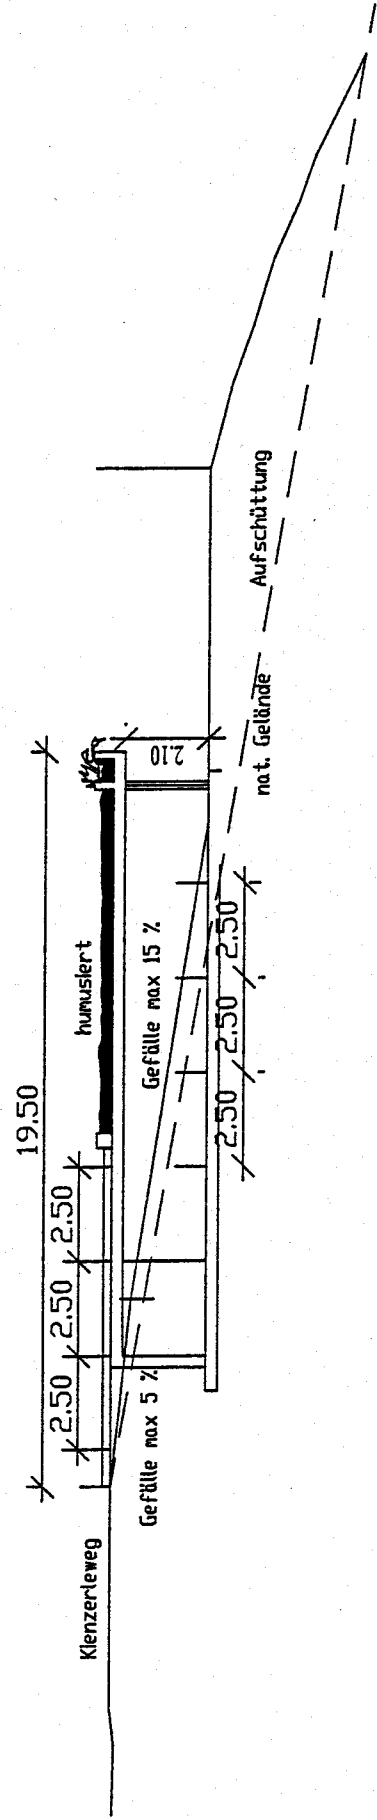 19.50
2.50
2.50
2.50
humusiert
2.10
Klenzerleweg
Gefälle max 5 %
Gefälle max 15 %
nat. Gelände
Aufschüttung
2.50
2.50
2.50